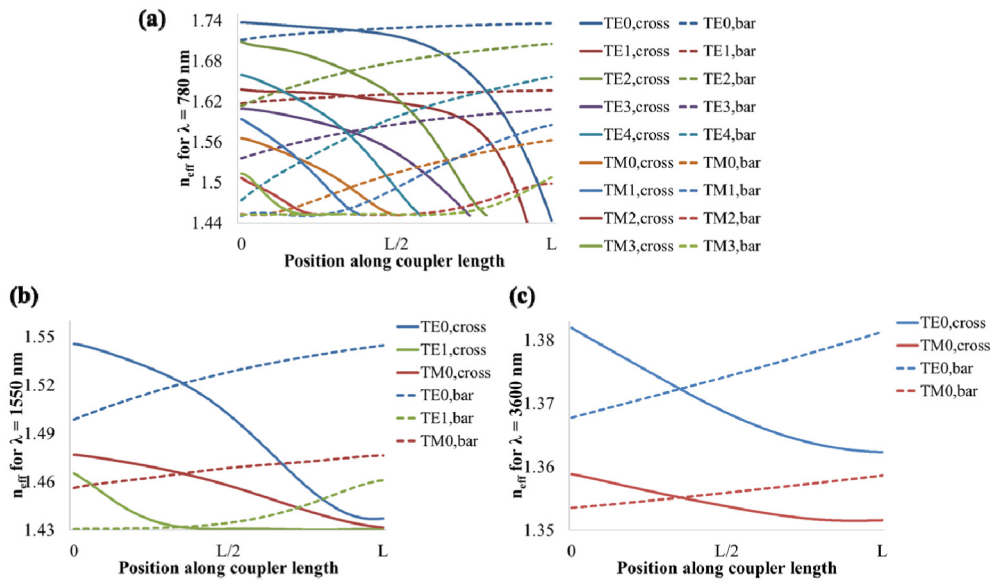 (a)
n_eff for λ = 780 nm
1.74
1.68
1.62
1.56
1.5
1.44
0
L/2
L
Position along coupler length
TE0,cross
TE0,bar
TE1,cross
TE1,bar
TE2,cross
TE2,bar
TE3,cross
TE3,bar
TE4,cross
TE4,bar
TM0,cross
TM0,bar
TM1,cross
TM1,bar
TM2,cross
TM2,bar
TM3,cross
TM3,bar
(b)
n_eff for λ = 1550 nm
1.55
1.52
1.49
1.46
1.43
0
L/2
L
Position along coupler length
TE0,cross
TE1,cross
TM0,cross
TE0,bar
TE1,bar
TM0,bar
(c)
n_eff for λ = 3600 nm
1.38
1.37
1.36
1.35
0
L/2
L
Position along coupler length
TE0,cross
TM0,cross
TE0,bar
TM0,bar